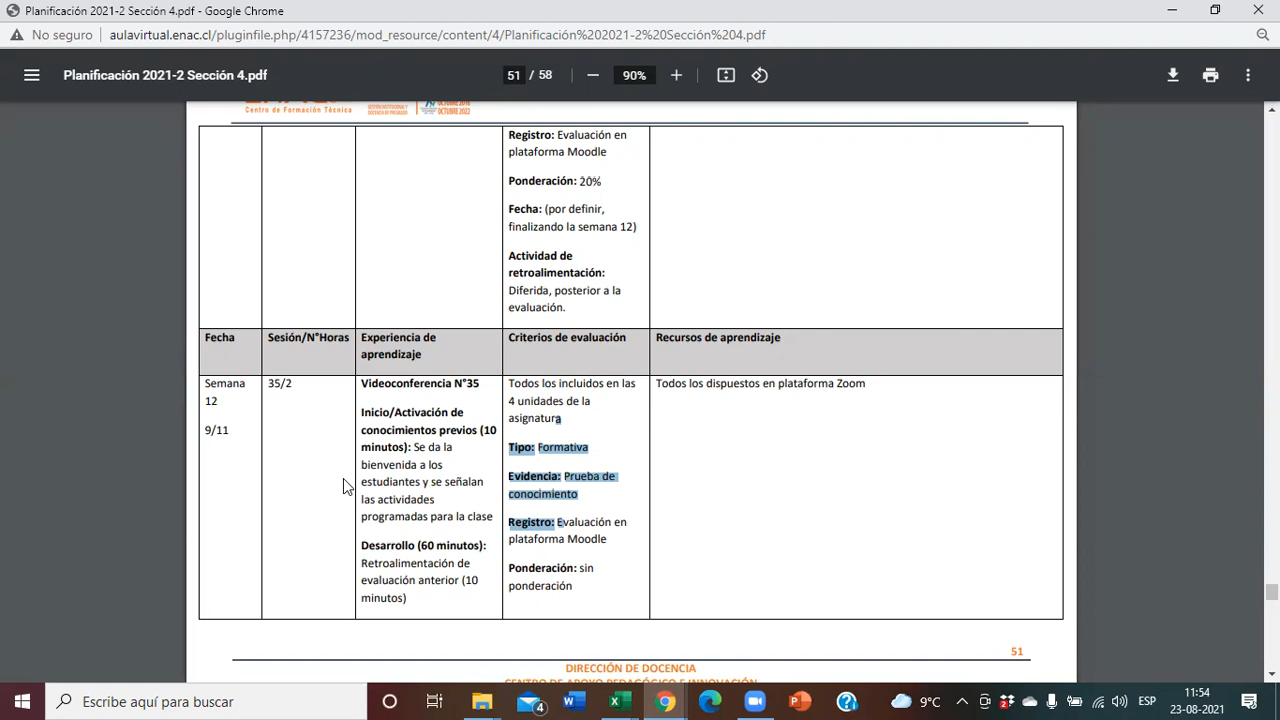 Planificación 2021-2 Sección 4.pdf - Google Chrome
No seguro
aulavirtual.enac.cl/pluginfile.php/4157236/mod_resource/content/4/Planificación%202021-2%20Sección%204.pdf
Planificación 2021-2 Sección 4.pdf
51 / 58
90%
Centro de Formación Técnica
OCTUBRE 2022
Registro: Evaluación en
plataforma Moodle
Ponderación: 20%
Fecha: (por definir,
finalizando la semana 12)
Actividad de
retroalimentación:
Diferida, posterior a la
evaluación.
Fecha
Sesión/N°Horas
Experiencia de
aprendizaje
Criterios de evaluación
Recursos de aprendizaje
Semana
12
9/11
35/2
Videoconferencia N°35
Inicio/Activación de
conocimientos previos (10
minutos): Se da la
bienvenida a los
estudiantes y se señalan
las actividades
programadas para la clase
Desarrollo (60 minutos):
Retroalimentación de
evaluación anterior (10
minutos)
Todos los incluidos en las
4 unidades de la
asignatura
Tipo: Formativa
Evidencia: Prueba de
conocimiento
Registro: Evaluación en
plataforma Moodle
Ponderación: sin
ponderación
Todos los dispuestos en plataforma Zoom
51
DIRECCIÓN DE DOCENCIA
CENTRO DE APOYO PEDAGÓGICO E INNOVACIÓN
Escribe aquí para buscar
4
9°C
ESP
11:54
23-08-2021